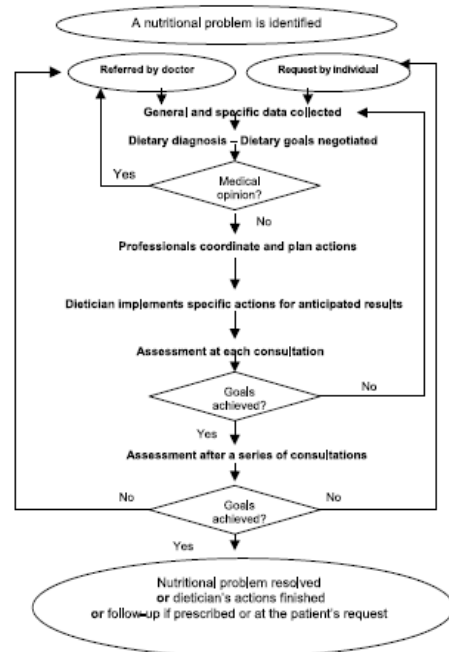 A nutritional problem is identified
Referred by doctor
Request by individual
General and specific data collected
Dietary diagnosis – Dietary goals negotiated
Yes
Medical
opinion?
No
Professionals coordinate and plan actions
Dietician implements specific actions for anticipated results
Assessment at each consultation
Goals
achieved?
No
Yes
Assessment after a series of consultations
No
Goals
achieved?
No
Yes
Nutritional problem resolved
or dietician's actions finished
or follow-up if prescribed or at the patient's request